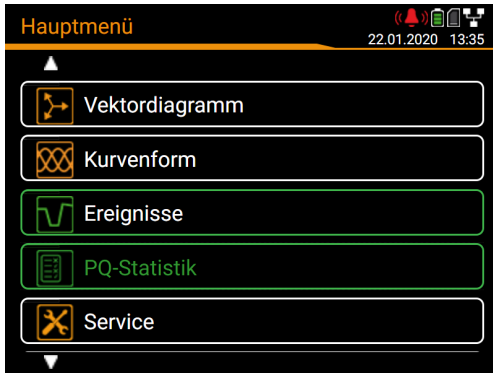 Hauptmenü
22.01.2020 13:35
Vektordiagramm
Kurvenform
Ereignisse
PQ-Statistik
Service